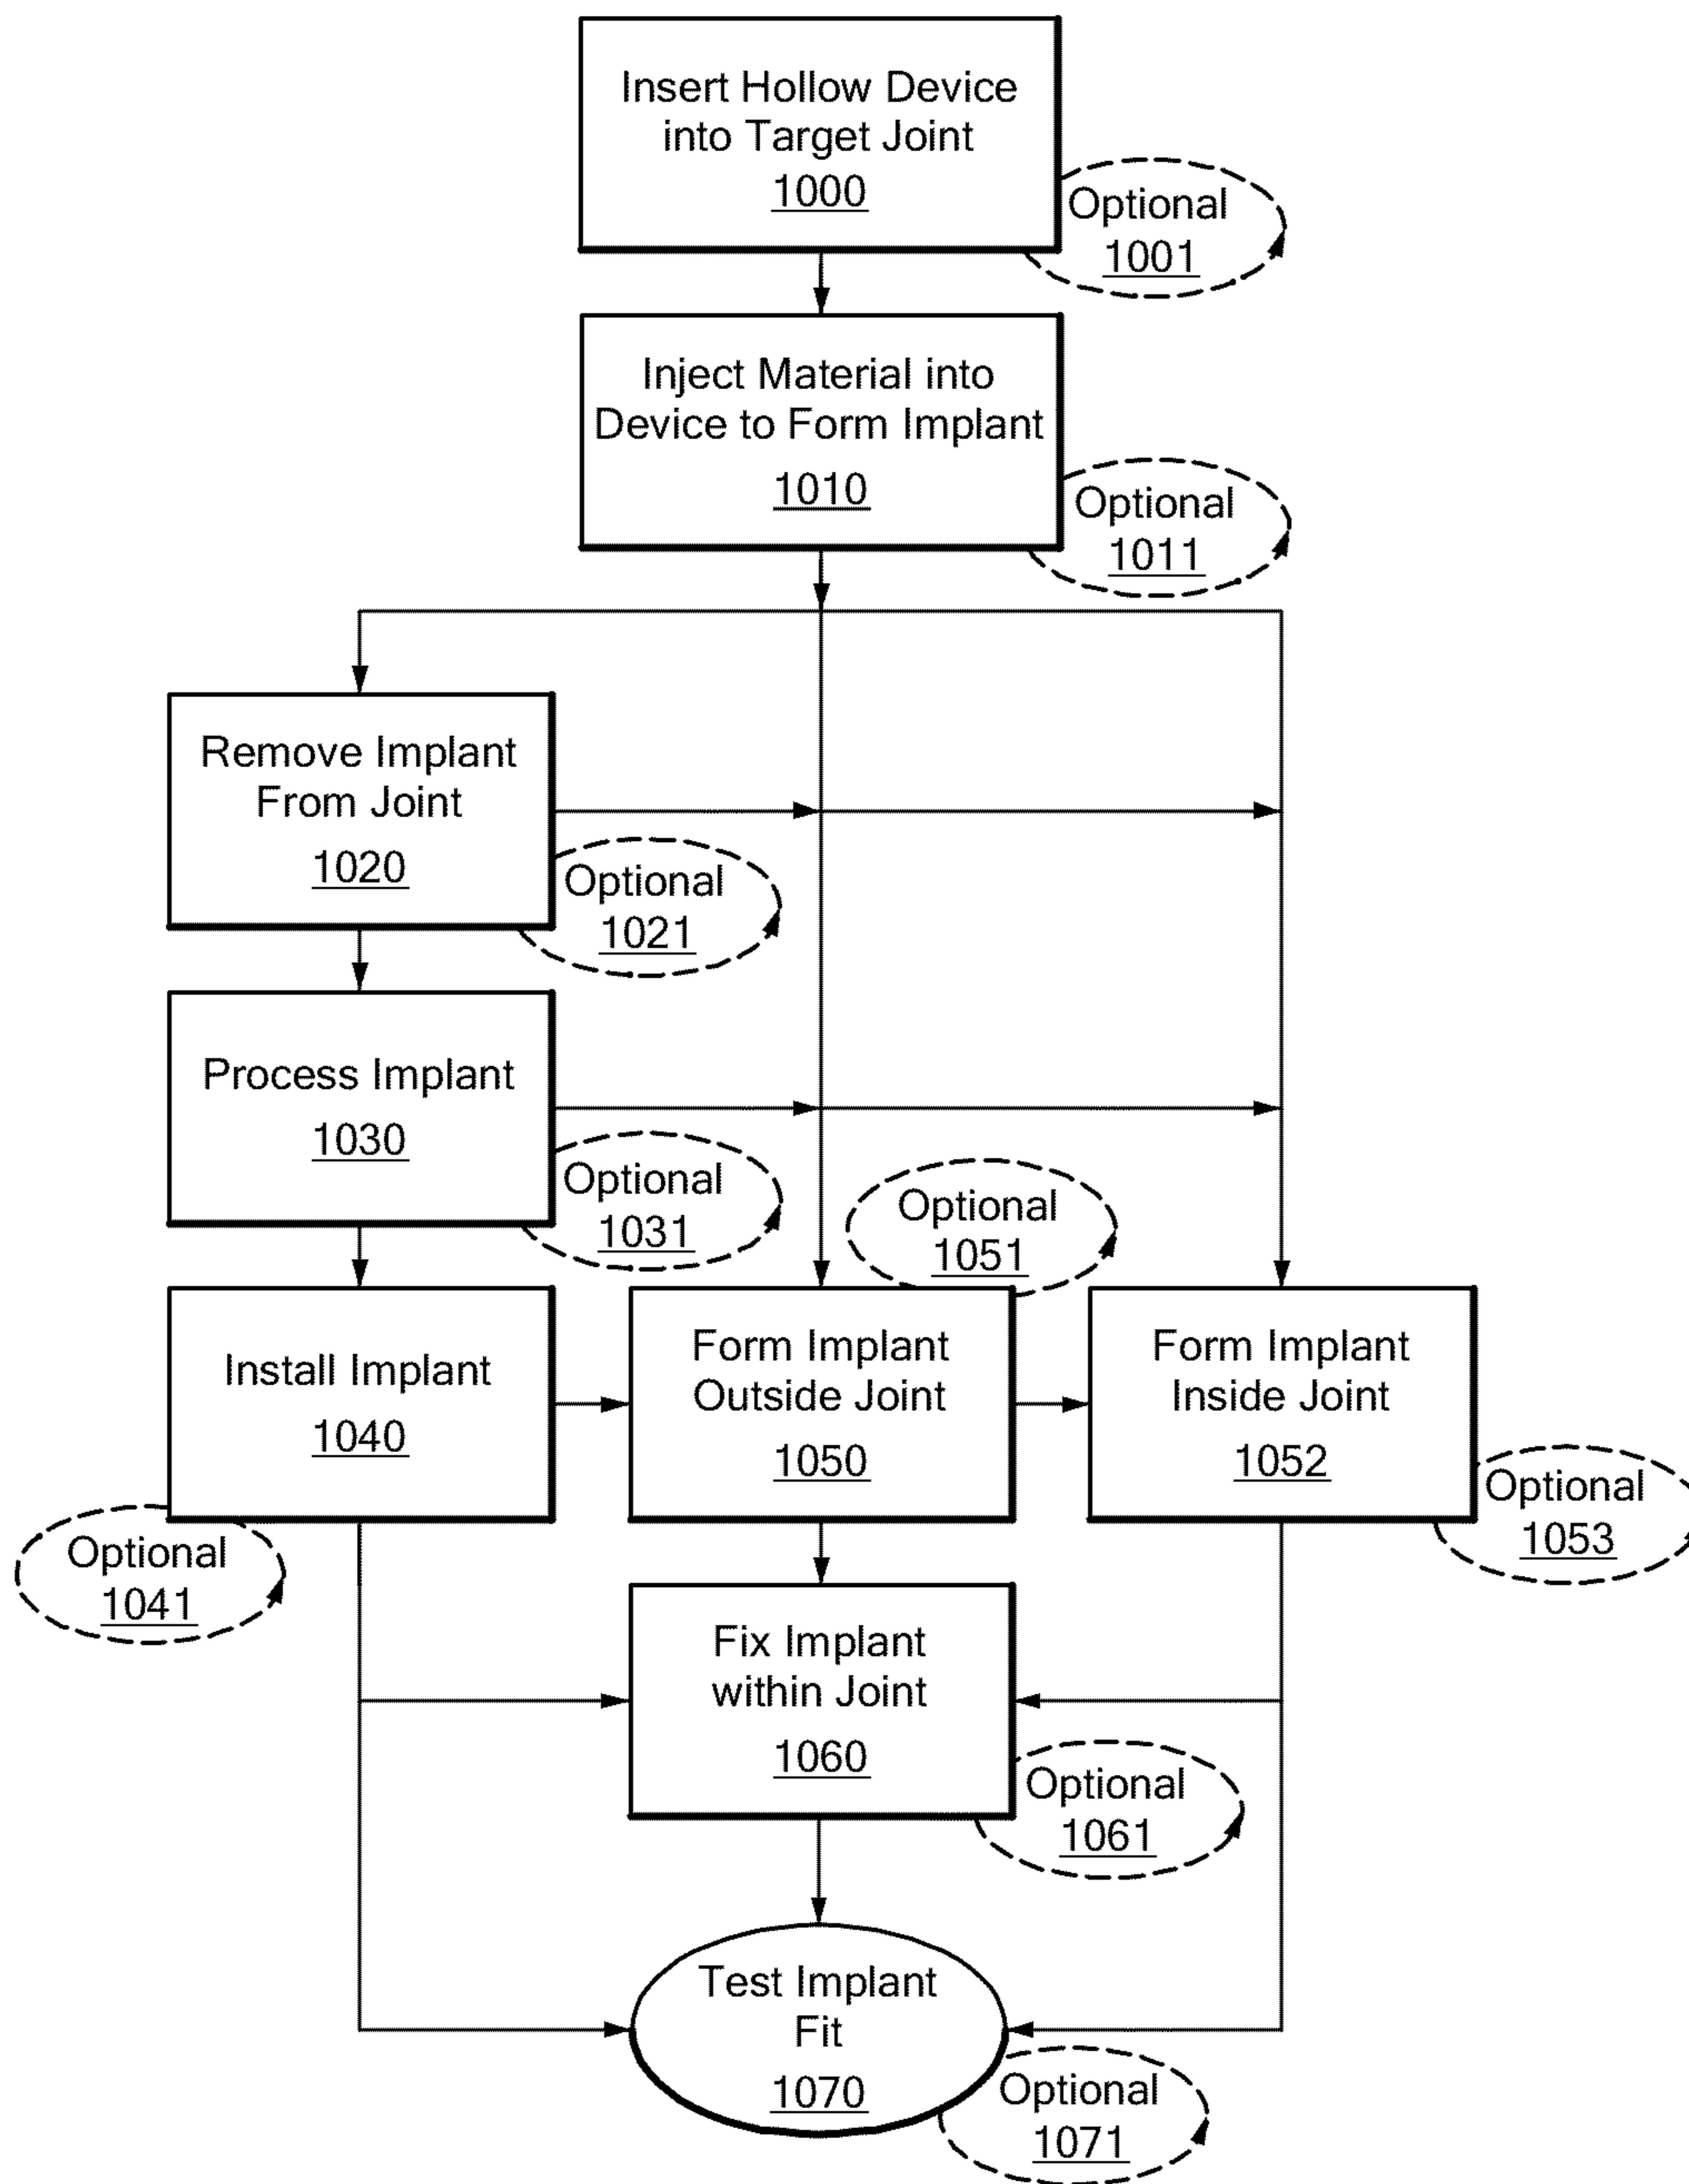 Insert Hollow Device
into Target Joint
1000
Optional
1001
Inject Material into
Device to Form Implant
1010
Optional
1011
Remove Implant
From Joint
1020
Optional
1021
Process Implant
1030
Optional
1031
Optional
1051
Install Implant
1040
Optional
1041
Form Implant
Outside Joint
1050
Form Implant
Inside Joint
1052
Optional
1053
Fix Implant
within Joint
1060
Optional
1061
Test Implant
Fit
1070
Optional
1071